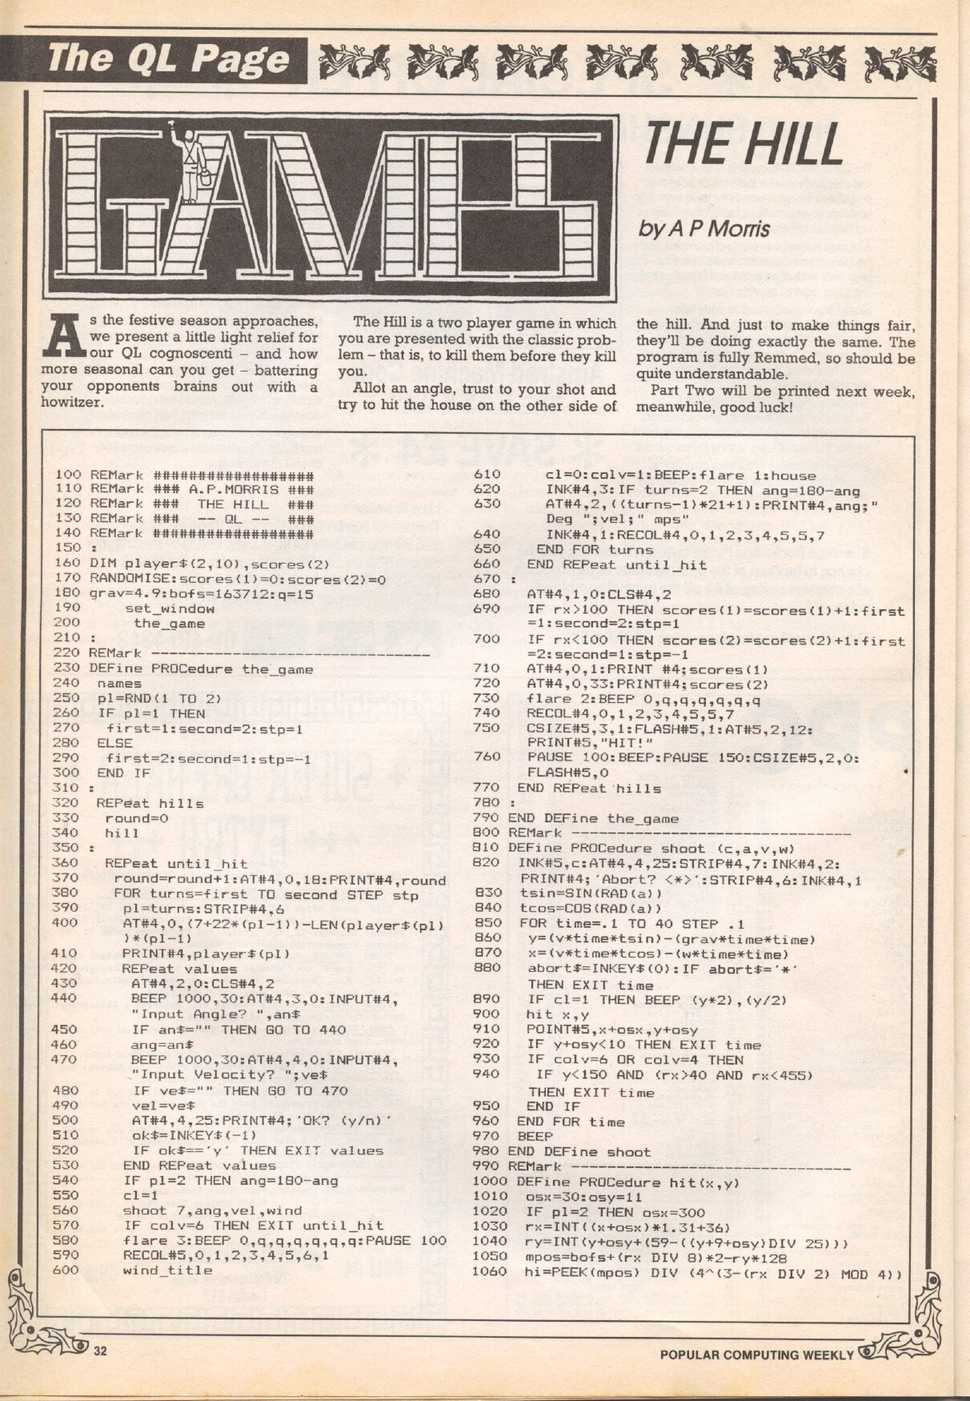 The QL Page
GAMES
THE HILL
by A P Morris
As the festive season approaches,
we present a little light relief for
our QL cognoscenti – and how
more seasonal can you get – battering
your opponents brains out with a
howitzer.
The Hill is a two player game in which
you are presented with the classic prob-
lem – that is, to kill them before they kill
you.
Allot an angle, trust to your shot and
try to hit the house on the other side of
the hill. And just to make things fair,
they'll be doing exactly the same. The
program is fully Remmed, so should be
quite understandable.
Part Two will be printed next week,
meanwhile, good luck!
100 REMark ##################
110 REMark ### A.P.MORRIS ###
120 REMark ### THE HILL ###
130 REMark ### -- QL -- ###
140 REMark ##################
150 :
160 DIM player$(2,10),scores(2)
170 RANDOMISE:scores(1)=0:scores(2)=0
180 grav=4.9:bofs=163712:q=15
190 set_window
200 the_game
210 :
220 REMark -------------------------------
230 DEFine PROCedure the_game
240 names
250 pl=RND(1 TO 2)
260 IF pl=1 THEN
270 first=1:second=2:stp=1
280 ELSE
290 first=2:second=1:stp=-1
300 END IF
310 :
320 REPeat hills
330 round=0
340 hill
350 :
360 REPeat until_hit
370 round=round+1:AT#4,0,18:PRINT#4,round
380 FOR turns=first TO second STEP stp
390 pl=turns:STRIP#4,6
400 AT#4,0,(7+22*(pl-1))-LEN(player$(pl)
)*(pl-1)
410 PRINT#4,player$(pl)
420 REPeat values
430 AT#4,2,0:CLS#4,2
440 BEEP 1000,30:AT#4,3,0:INPUT#4,
"Input Angle? ",an$
450 IF an$="" THEN GO TO 440
460 ang=an$
470 BEEP 1000,30:AT#4,4,0:INPUT#4,
"Input Velocity? ";ve$
480 IF ve$="" THEN GO TO 470
490 vel=ve$
500 AT#4,4,25:PRINT#4;'OK? (y/n)'
510 ok$=INKEY$(-1)
520 IF ok$=='y' THEN EXIT values
530 END REPeat values
540 IF pl=2 THEN ang=180-ang
550 cl=1
560 shoot 7,ang,vel,wind
570 IF colv=6 THEN EXIT until_hit
580 flare 3:BEEP 0,q,q,q,q,q,q:PAUSE 100
590 RECOL#5,0,1,2,3,4,5,6,1
600 wind_title
610 cl=0:colv=1:BEEP:flare 1:house
620 INK#4,3:IF turns=2 THEN ang=180-ang
630 AT#4,2,((turns-1)*21+1):PRINT#4,ang;"
Deg ";vel;" mps"
640 INK#4,1:RECOL#4,0,1,2,3,4,5,5,7
650 END FOR turns
660 END REPeat until_hit
670 :
680 AT#4,1,0:CLS#4,2
690 IF rx>100 THEN scores(1)=scores(1)+1:first
=1:second=2:stp=1
700 IF rx<100 THEN scores(2)=scores(2)+1:first
=2:second=1:stp=-1
710 AT#4,0,1:PRINT #4;scores(1)
720 AT#4,0,33:PRINT#4;scores(2)
730 flare 2:BEEP 0,q,q,q,q,q,q
740 RECOL#4,0,1,2,3,4,5,5,7
750 CSIZE#5,3,1:FLASH#5,1:AT#5,2,12:
PRINT#5,"HIT!"
760 PAUSE 100:BEEP:PAUSE 150:CSIZE#5,2,0:
FLASH#5,0
770 END REPeat hills
780 :
790 END DEFine the_game
800 REMark -------------------------------
810 DEFine PROCedure shoot (c,a,v,w)
820 INK#5,c:AT#4,4,25:STRIP#4,7:INK#4,2:
PRINT#4;'Abort? <*>':STRIP#4,6:INK#4,1
830 tsin=SIN(RAD(a))
840 tcos=COS(RAD(a))
850 FOR time=.1 TO 40 STEP .1
860 y=(v*time*tsin)-(grav*time*time)
870 x=(v*time*tcos)-(w*time*time)
880 abort$=INKEY$(0):IF abort$='*'
THEN EXIT time
890 IF cl=1 THEN BEEP (y*2),(y/2)
900 hit x,y
910 POINT#5,x+osx,y+osy
920 IF y+osy<10 THEN EXIT time
930 IF colv=6 OR colv=4 THEN
940 IF y<150 AND (rx>40 AND rx<455)
THEN EXIT time
950 END IF
960 END FOR time
970 BEEP
980 END DEFine shoot
990 REMark -------------------------------
1000 DEFine PROCedure hit(x,y)
1010 osx=30:osy=11
1020 IF pl=2 THEN osx=300
1030 rx=INT((x+osx)*1.31+36)
1040 ry=INT(y+osy+(59-((y+9+osy)DIV 25)))
1050 mpos=bofs+(rx DIV 8)*2-ry*128
1060 hi=PEEK(mpos) DIV (4^(3-(rx DIV 2) MOD 4))
32
POPULAR COMPUTING WEEKLY